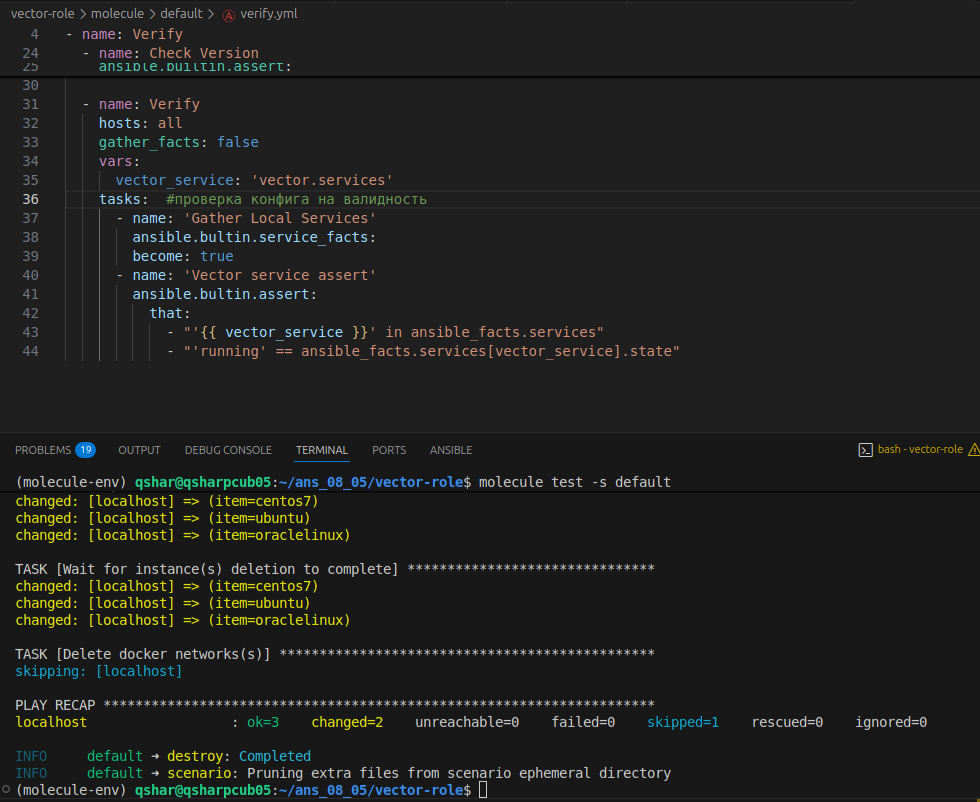 vector-role > molecule > default > verify.yml
4 - name: Verify
24 - name: Check Version
25 ansible.builtin.assert:
30
31 - name: Verify
32 hosts: all
33 gather_facts: false
34 vars:
35 vector_service: 'vector.services'
36 tasks:  #проверка конфига на валидность
37 - name: 'Gather Local Services'
38 ansible.bultin.service_facts:
39 become: true
40 - name: 'Vector service assert'
41 ansible.bultin.assert:
42 that:
43 - "'{{ vector_service }}' in ansible_facts.services"
44 - "'running' == ansible_facts.services[vector_service].state"
PROBLEMS 19 OUTPUT DEBUG CONSOLE TERMINAL PORTS ANSIBLE bash - vector-role
(molecule-env) qshar@qsharpcub05:~/ans_08_05/vector-role$ molecule test -s default
changed: [localhost] => (item=centos7)
changed: [localhost] => (item=ubuntu)
changed: [localhost] => (item=oraclelinux)
TASK [Wait for instance(s) deletion to complete] *******************************
changed: [localhost] => (item=centos7)
changed: [localhost] => (item=ubuntu)
changed: [localhost] => (item=oraclelinux)
TASK [Delete docker networks(s)] ***********************************************
skipping: [localhost]
PLAY RECAP *********************************************************************
localhost : ok=3 changed=2 unreachable=0 failed=0 skipped=1 rescued=0 ignored=0
INFO default ➜ destroy: Completed
INFO default ➜ scenario: Pruning extra files from scenario ephemeral directory
(molecule-env) qshar@qsharpcub05:~/ans_08_05/vector-role$